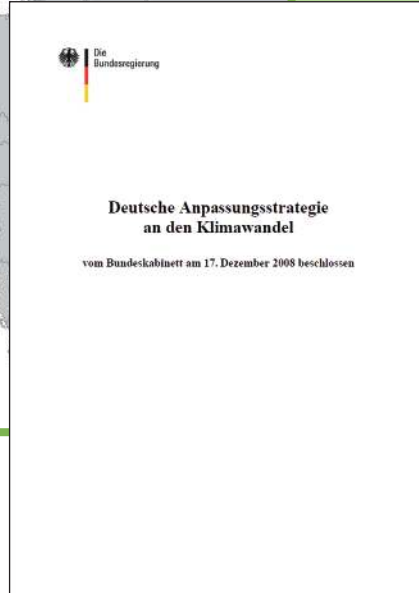 Die
Bundesregierung
Deutsche Anpassungsstrategie
an den Klimawandel
vom Bundeskabinett am 17. Dezember 2008 beschlossen